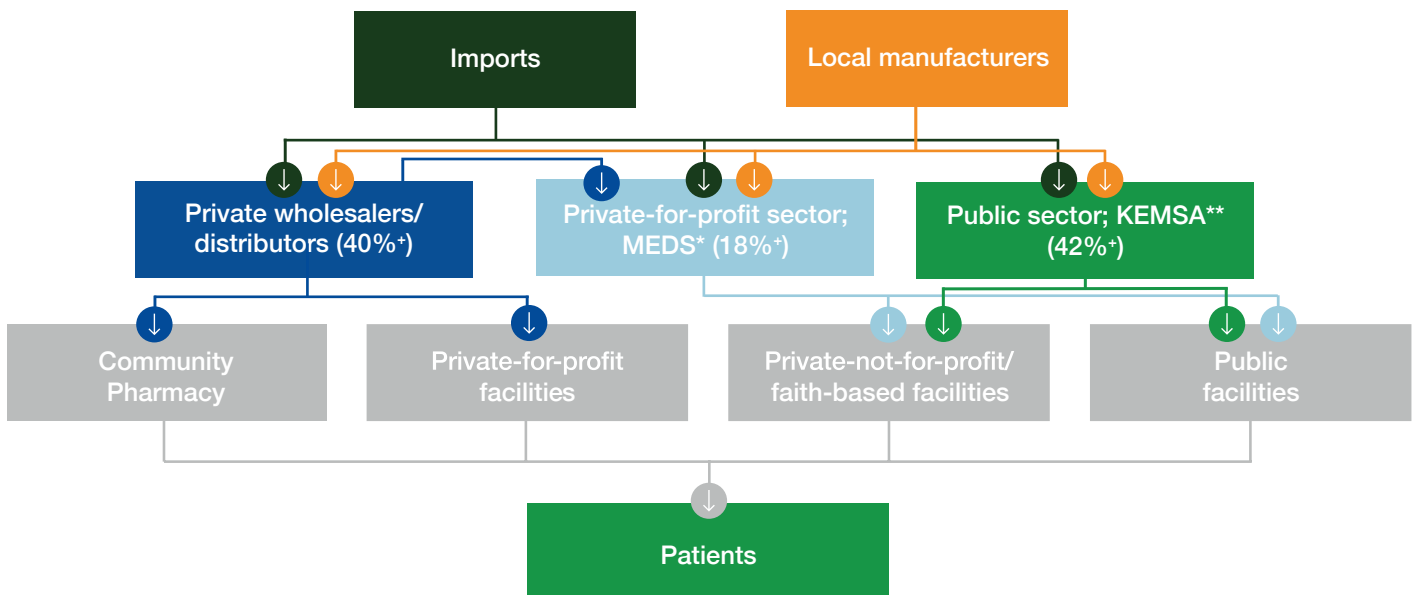 Imports
Local manufacturers
Private wholesalers/
distributors (40%⁺)
Private-for-profit sector;
MEDS* (18%⁺)
Public sector; KEMSA**
(42%⁺)
Community
Pharmacy
Private-for-profit
facilities
Private-not-for-profit/
faith-based facilities
Public
facilities
Patients